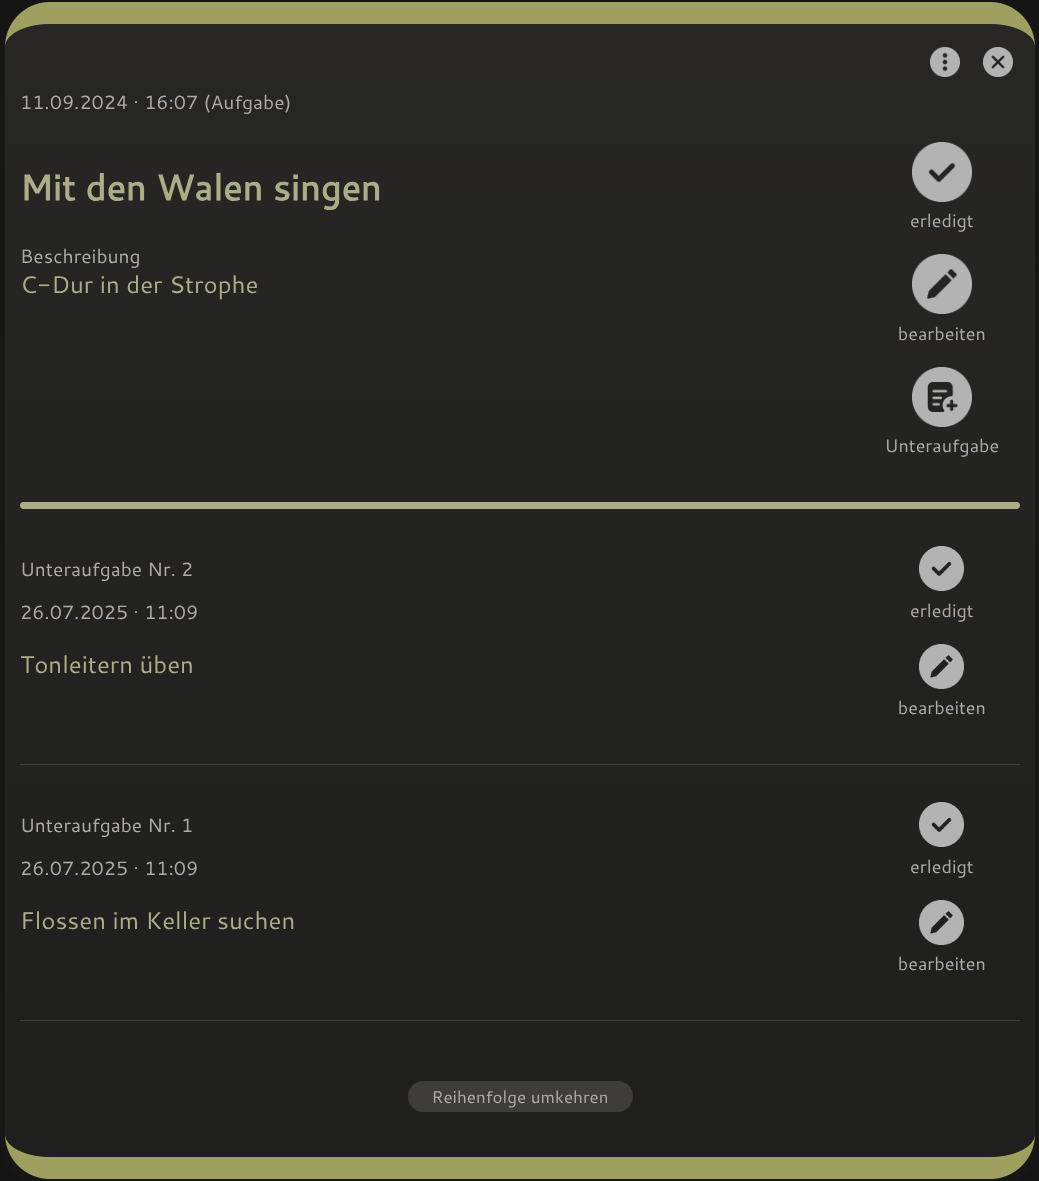 11.09.2024 · 16:07 (Aufgabe)
Mit den Walen singen
erledigt
Beschreibung
C-Dur in der Strophe
bearbeiten
Unteraufgabe
Unteraufgabe Nr. 2
26.07.2025 · 11:09
erledigt
Tonleitern üben
bearbeiten
Unteraufgabe Nr. 1
26.07.2025 · 11:09
erledigt
Flossen im Keller suchen
bearbeiten
Reihenfolge umkehren